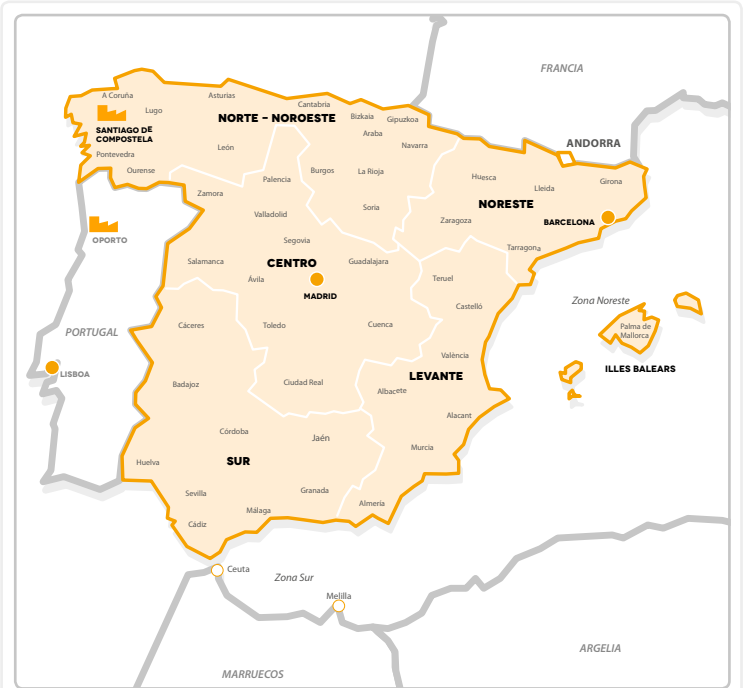 FRANCIA
A Coruña
Asturias
Cantabria
Lugo
NORTE – NOROESTE
Bizkaia
Gipuzkoa
SANTIAGO DE
COMPOSTELA
Araba
ANDORRA
León
Navarra
Pontevedra
Ourense
Burgos
La Rioja
Huesca
Palencia
Girona
Zamora
Lleida
Soria
NORESTE
Valladolid
Zaragoza
BARCELONA
OPORTO
Segovia
Tarragona
Salamanca
CENTRO
Guadalajara
Ávila
Teruel
MADRID
Zona Noreste
Castelló
PORTUGAL
Cáceres
Toledo
Cuenca
Palma de
Mallorca
València
ILLES BALEARS
LISBOA
LEVANTE
Badajoz
Ciudad Real
Albacete
Alacant
Córdoba
Jaén
Murcia
SUR
Huelva
Sevilla
Granada
Málaga
Almería
Cádiz
Ceuta
Zona Sur
Melilla
ARGELIA
MARRUECOS